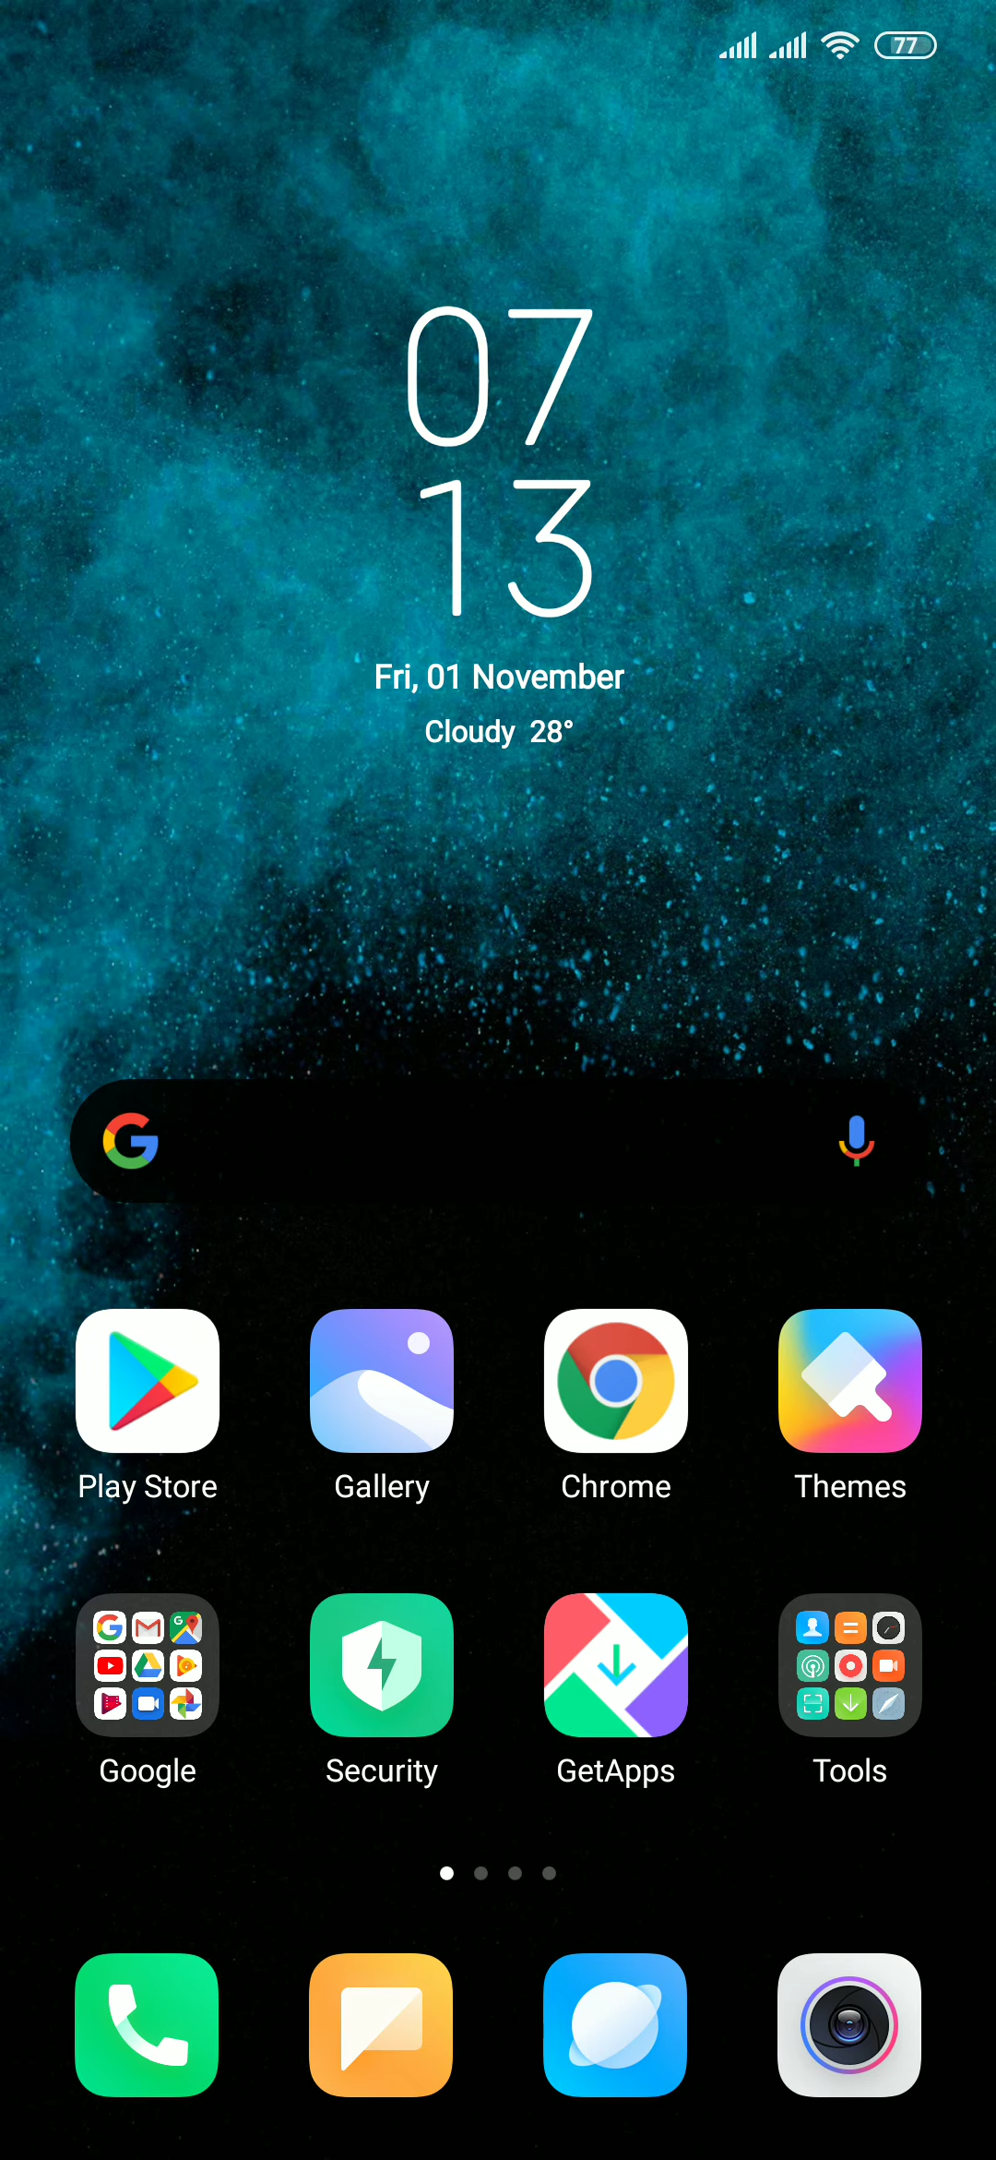 77
07
13
Fri, 01 November
Cloudy 28°
Play Store Gallery Chrome Themes
Google Security GetApps Tools